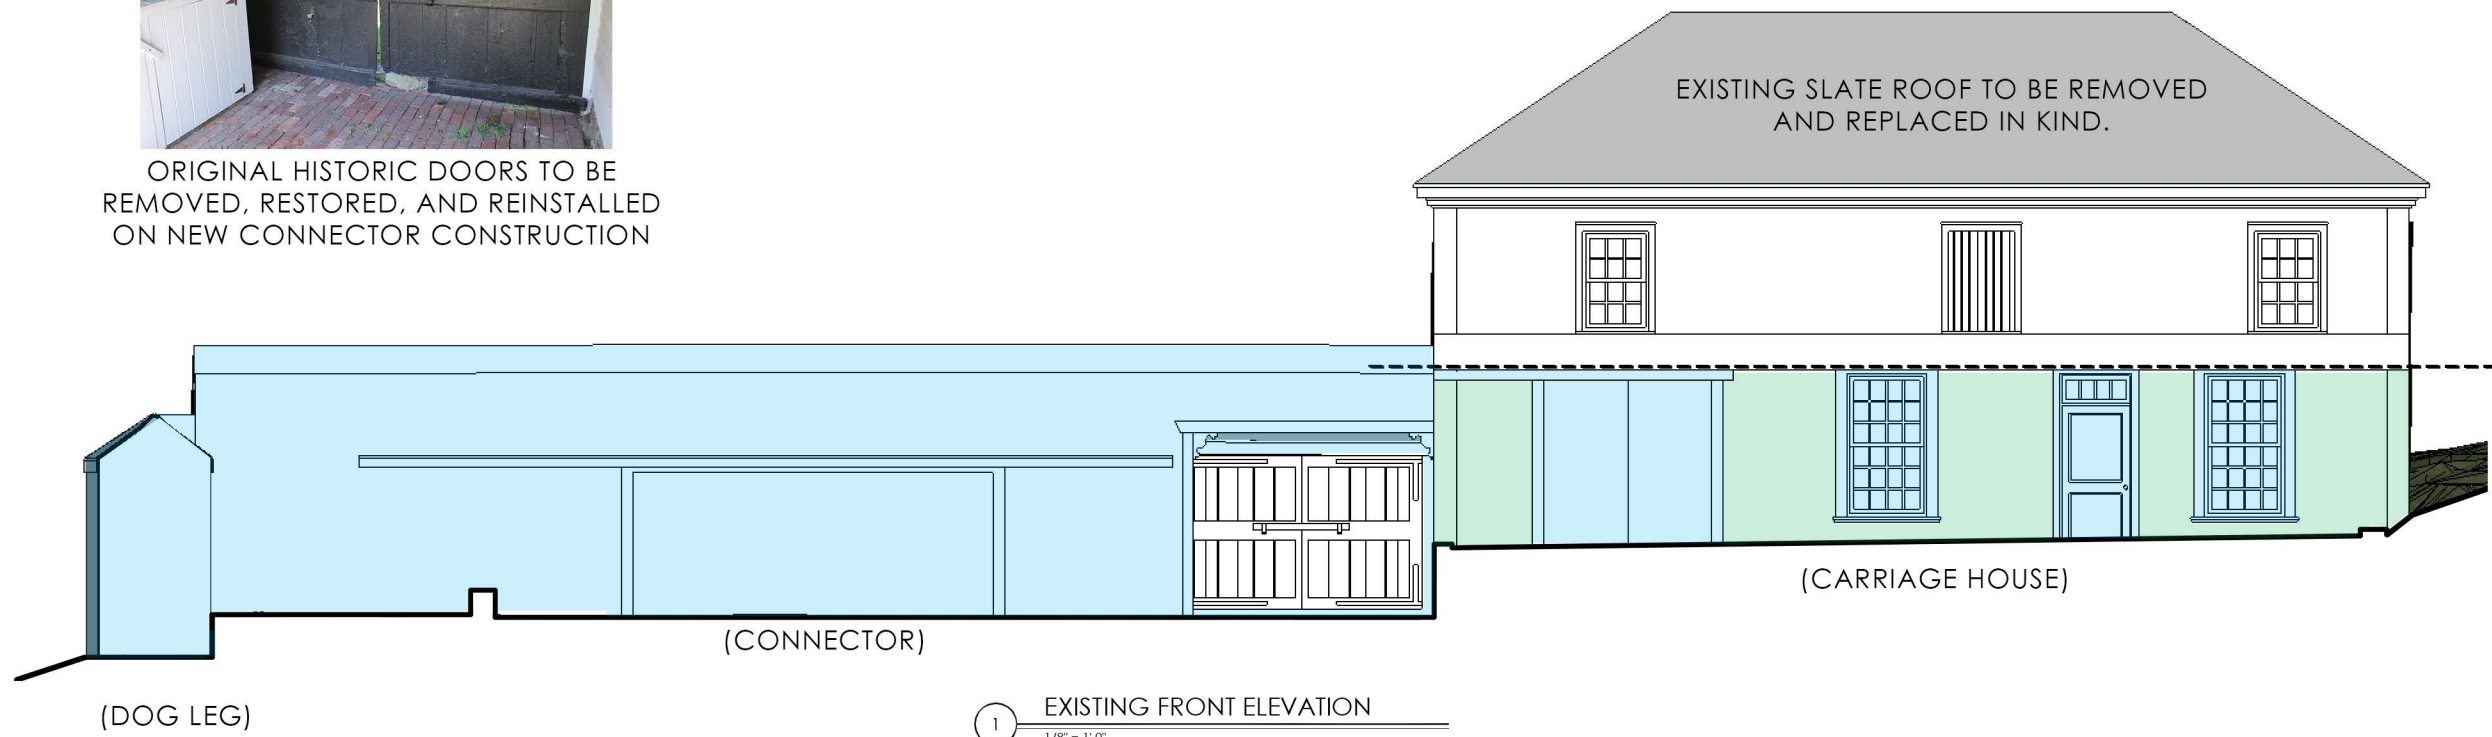 ORIGINAL HISTORIC DOORS TO BE
REMOVED, RESTORED, AND REINSTALLED
ON NEW CONNECTOR CONSTRUCTION
EXISTING SLATE ROOF TO BE REMOVED
AND REPLACED IN KIND.
(CARRIAGE HOUSE)
(CONNECTOR)
(DOG LEG)
1
EXISTING FRONT ELEVATION